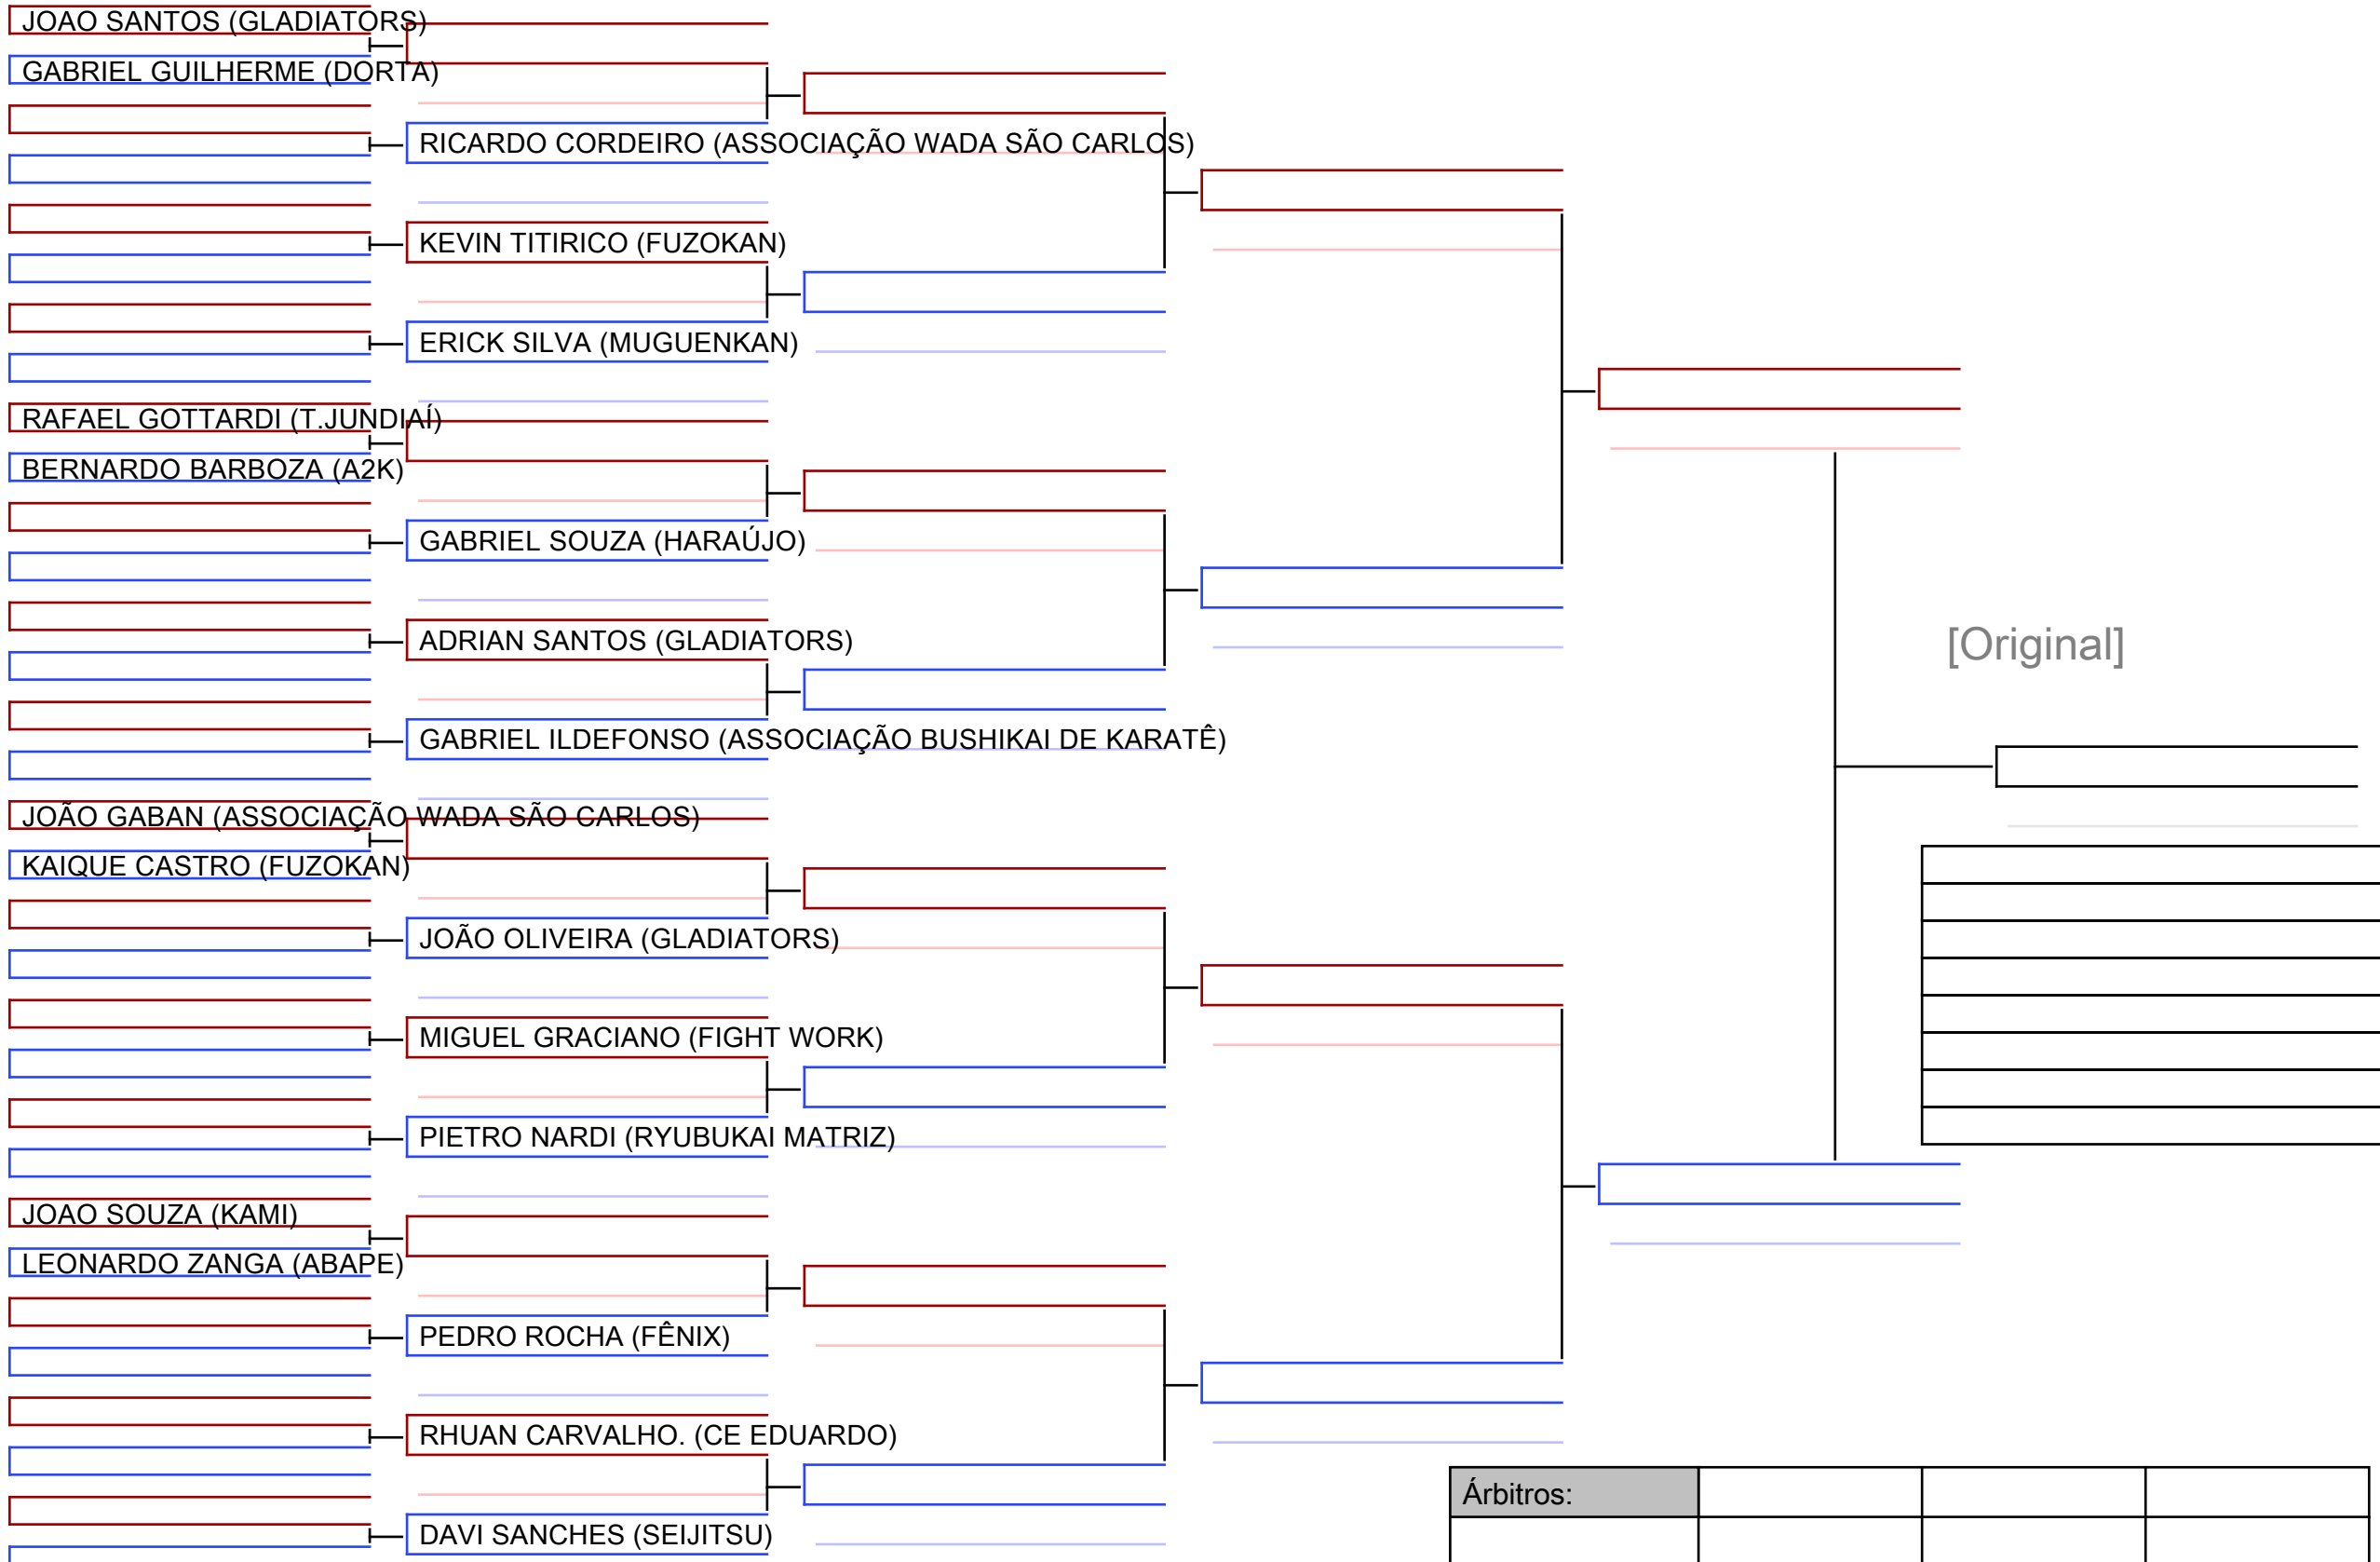 JOAO SANTOS (GLADIATORS)
GABRIEL GUILHERME (DORTA)
RICARDO CORDEIRO (ASSOCIAÇÃO WADA SÃO CARLOS)
KEVIN TITIRICO (FUZOKAN)
ERICK SILVA (MUGUENKAN)
RAFAEL GOTTARDI (T.JUNDIAÍ)
BERNARDO BARBOZA (A2K)
GABRIEL SOUZA (HARAÚJO)
ADRIAN SANTOS (GLADIATORS)
[Original]
GABRIEL ILDEFONSO (ASSOCIAÇÃO BUSHIKAI DE KARATÊ)
JOÃO GABAN (ASSOCIAÇÃO WADA SÃO CARLOS)
KAIQUE CASTRO (FUZOKAN)
JOÃO OLIVEIRA (GLADIATORS)
MIGUEL GRACIANO (FIGHT WORK)
PIETRO NARDI (RYUBUKAI MATRIZ)
JOAO SOUZA (KAMI)
LEONARDO ZANGA (ABAPE)
PEDRO ROCHA (FÊNIX)
RHUAN CARVALHO. (CE EDUARDO)
Árbitros:
DAVI SANCHES (SEIJITSU)